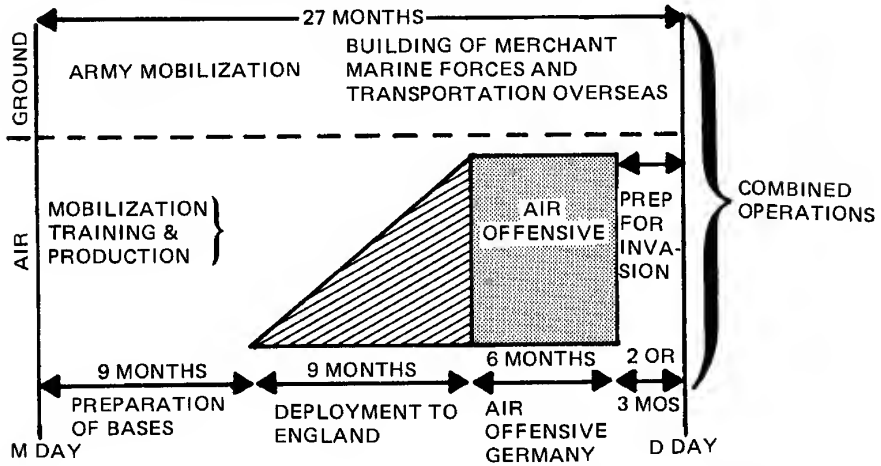 27 MONTHS
GROUND
ARMY MOBILIZATION
BUILDING OF MERCHANT
MARINE FORCES AND
TRANSPORTATION OVERSEAS
AIR
MOBILIZATION
TRAINING &
PRODUCTION
AIR
OFFENSIVE
PREP
FOR
INVA-
SION
COMBINED
OPERATIONS
9 MONTHS
PREPARATION
OF BASES
9 MONTHS
DEPLOYMENT TO
ENGLAND
6 MONTHS
AIR
OFFENSIVE
GERMANY
2 OR
3 MOS
M DAY
D DAY